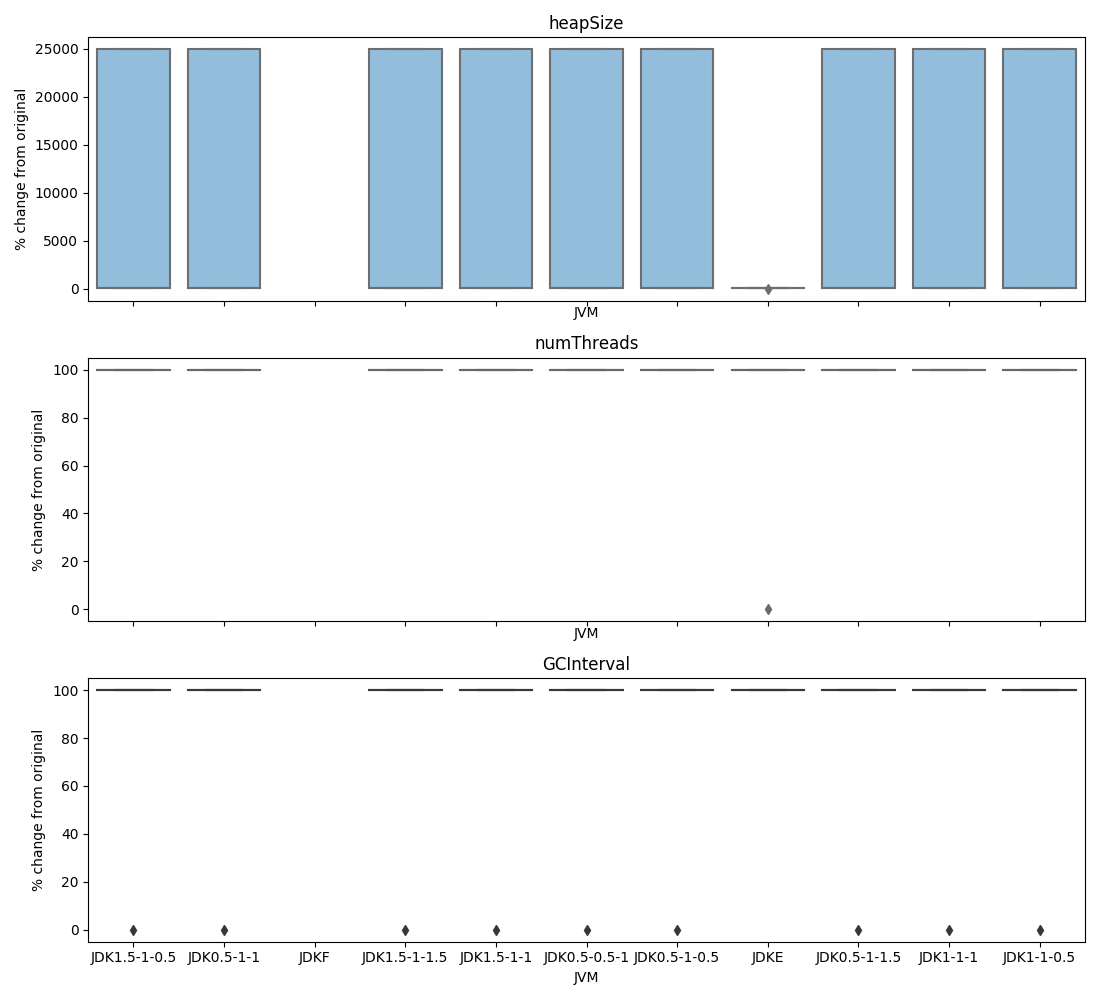 heapSize
% change from original
25000
20000
15000
10000
5000
0
JVM
numThreads
% change from original
100
80
60
40
20
0
JVM
GCInterval
% change from original
100
80
60
40
20
0
JDK1.5-1-0.5 JDK0.5-1-1 JDKF JDK1.5-1-1.5 JDK1.5-1-1 JDK0.5-0.5-1 JDK0.5-1-0.5 JDKE JDK0.5-1-1.5 JDK1-1-1 JDK1-1-0.5
JVM